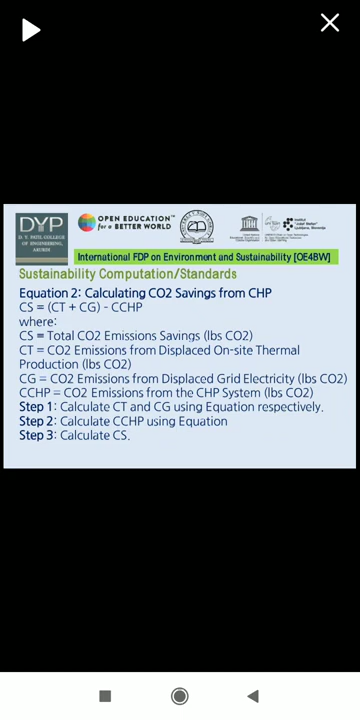 DYP
D. Y. PATIL COLLEGE
OF ENGINEERING,
AKURDI
OPEN EDUCATION™
for a BETTER WORLD
International FDP on Environment and Sustainability [OE4BW]
Sustainability Computation/Standards
Equation 2: Calculating CO2 Savings from CHP
CS = (CT + CG) - CCHP
where:
CS = Total CO2 Emissions Savings (lbs CO2)
CT = CO2 Emissions from Displaced On-site Thermal
Production (lbs CO2)
CG = CO2 Emissions from Displaced Grid Electricity (lbs CO2)
CCHP = CO2 Emissions from the CHP System (lbs CO2)
Step 1: Calculate CT and CG using Equation respectively.
Step 2: Calculate CCHP using Equation
Step 3: Calculate CS.